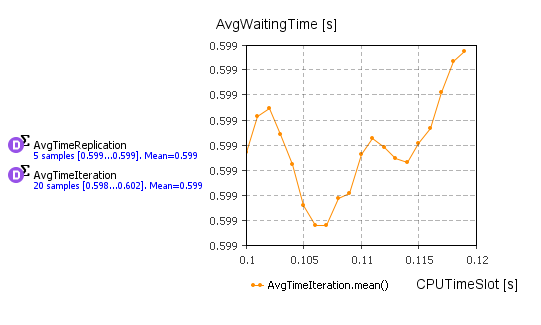 AvgWaitingTime [s]
0.599
0.599
0.599
0.599
0.599
0.599
0.599
0.599
0.599
Σ
D
AvgTimeReplication
5 samples [0.599...0.599]. Mean=0.599
Σ
D
AvgTimeIteration
20 samples [0.598...0.602]. Mean=0.599
0.1
0.105
0.11
0.115
0.12
AvgTimeIteration.mean()
CPUTimeSlot [s]